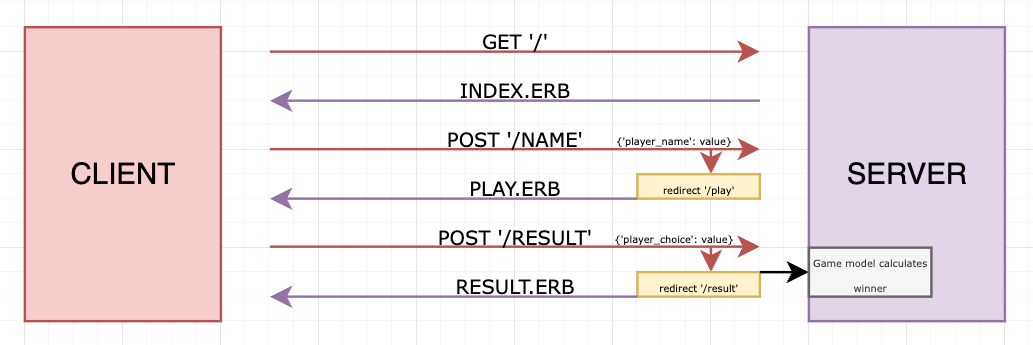 GET '/'
INDEX.ERB
POST '/NAME'
{'player_name': value}
CLIENT
SERVER
PLAY.ERB
redirect '/play'
POST '/RESULT'
{'player_choice': value}
Game model calculates
winner
RESULT.ERB
redirect '/result'